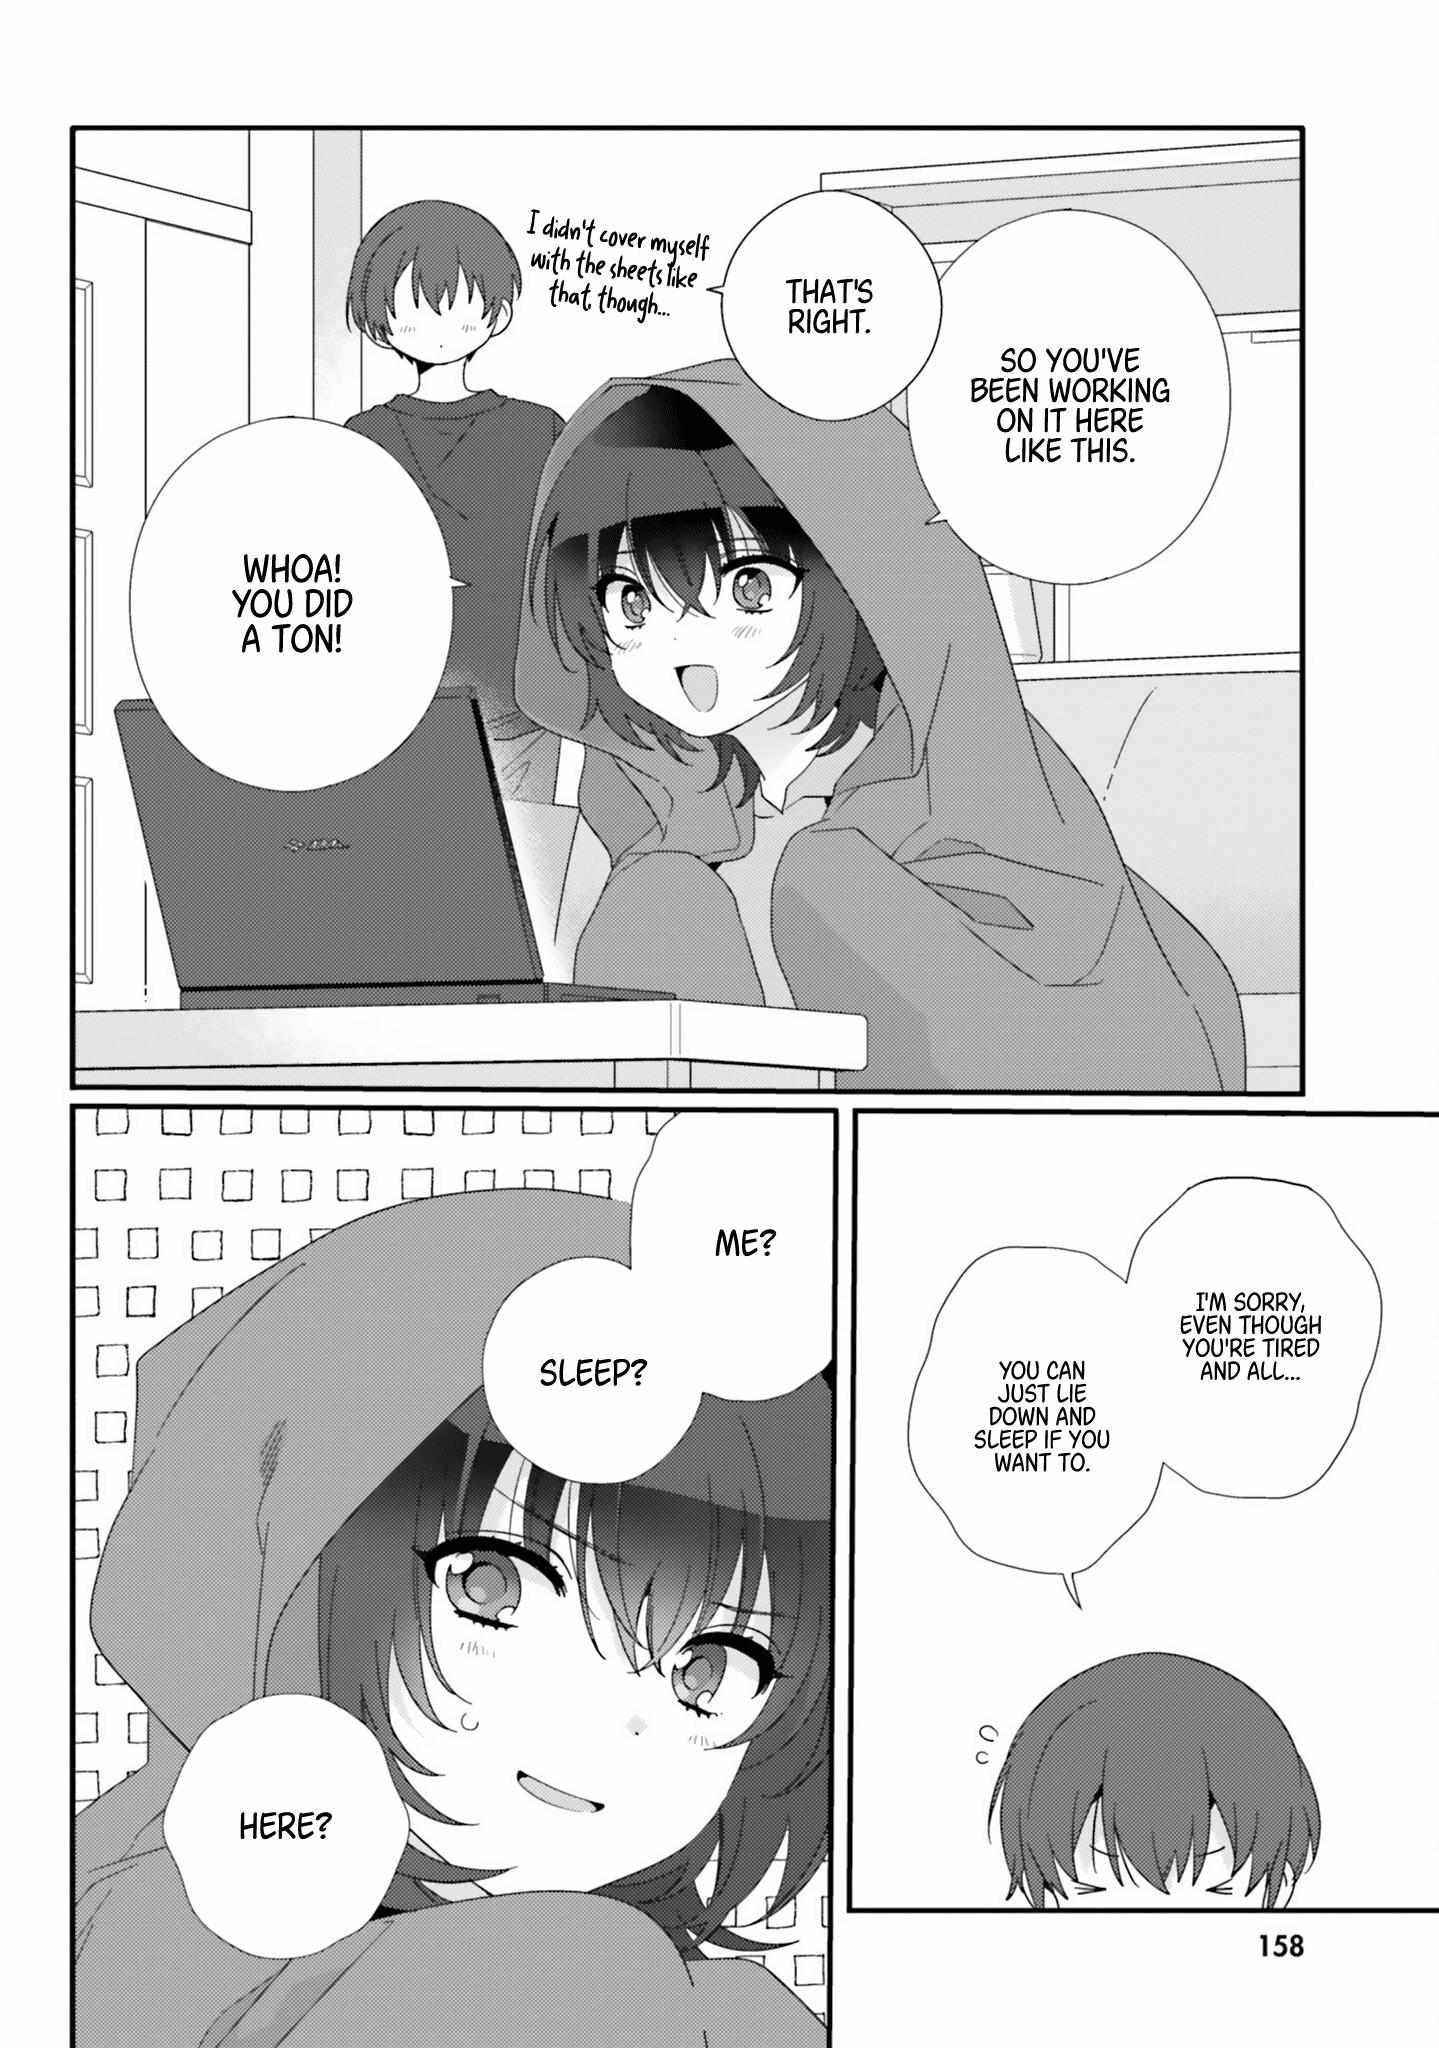 SO YOU'VE
BEEN WORKING
ON IT HERE
LIKE THIS.
THAT'S
RIGHT.
I didn't cover myself
with the sheets like
that, though...
WHOA!
YOU DID
A TON!
I'M SORRY,
EVEN THOUGH
YOU'RE TIRED
AND ALL...
YOU CAN
JUST LIE
DOWN AND
SLEEP IF YOU
WANT TO.
ME?
SLEEP?
HERE?
158